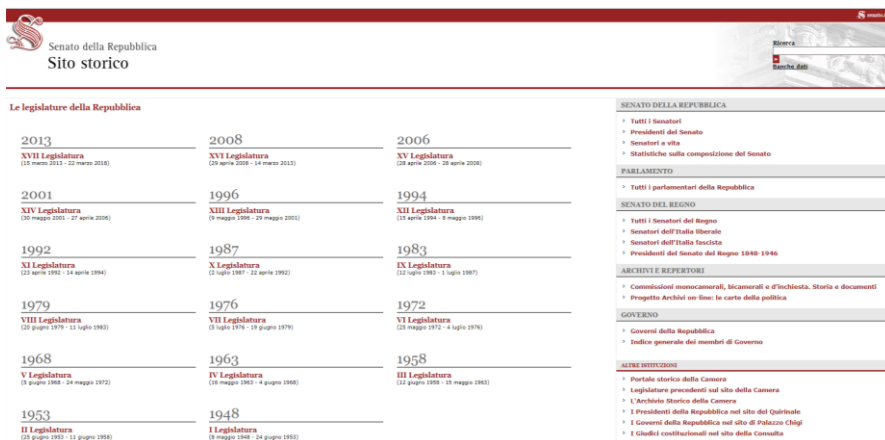 Senato della Repubblica
Sito storico
Ricerca
Banche dati
Le legislature della Repubblica
2013
XVII Legislatura
(15 marzo 2013 - 22 marzo 2018)
2008
XVI Legislatura
(29 aprile 2008 - 14 marzo 2013)
2006
XV Legislatura
(28 aprile 2006 - 28 aprile 2008)
2001
XIV Legislatura
(30 maggio 2001 - 27 aprile 2006)
1996
XIII Legislatura
(9 maggio 1996 - 29 maggio 2001)
1994
XII Legislatura
(15 aprile 1994 - 8 maggio 1996)
1992
XI Legislatura
(23 aprile 1992 - 14 aprile 1994)
1987
X Legislatura
(2 luglio 1987 - 22 aprile 1992)
1983
IX Legislatura
(12 luglio 1983 - 1 luglio 1987)
1979
VIII Legislatura
(20 giugno 1979 - 11 luglio 1983)
1976
VII Legislatura
(5 luglio 1976 - 19 giugno 1979)
1972
VI Legislatura
(25 maggio 1972 - 4 luglio 1976)
1968
V Legislatura
(5 giugno 1968 - 24 maggio 1972)
1963
IV Legislatura
(16 maggio 1963 - 4 giugno 1968)
1958
III Legislatura
(12 giugno 1958 - 15 maggio 1963)
1953
II Legislatura
(25 giugno 1953 - 11 giugno 1958)
1948
I Legislatura
(8 maggio 1948 - 24 giugno 1953)
SENATO DELLA REPUBBLICA
Tutti i Senatori
Presidenti del Senato
Senatori a vita
Statistiche sulla composizione del Senato
PARLAMENTO
Tutti i parlamentari della Repubblica
SENATO DEL REGNO
Tutti i Senatori del Regno
Senatori dell'Italia liberale
Senatori dell'Italia fascista
Presidenti del Senato del Regno 1848-1946
ARCHIVI E REPERTORI
Commissioni monocamerali, bicamerali e d'inchiesta. Storia e documenti
Progetto Archivi on-line: le carte della politica
GOVERNO
Governi della Repubblica
Indice generale dei membri di Governo
ALTRE ISTITUZIONI
Portale storico della Camera
Legislature precedenti sul sito della Camera
L'Archivio Storico della Camera
I Presidenti della Repubblica nel sito del Quirinale
I Governi della Repubblica nel sito di Palazzo Chigi
I Giudici costituzionali nel sito della Consulta